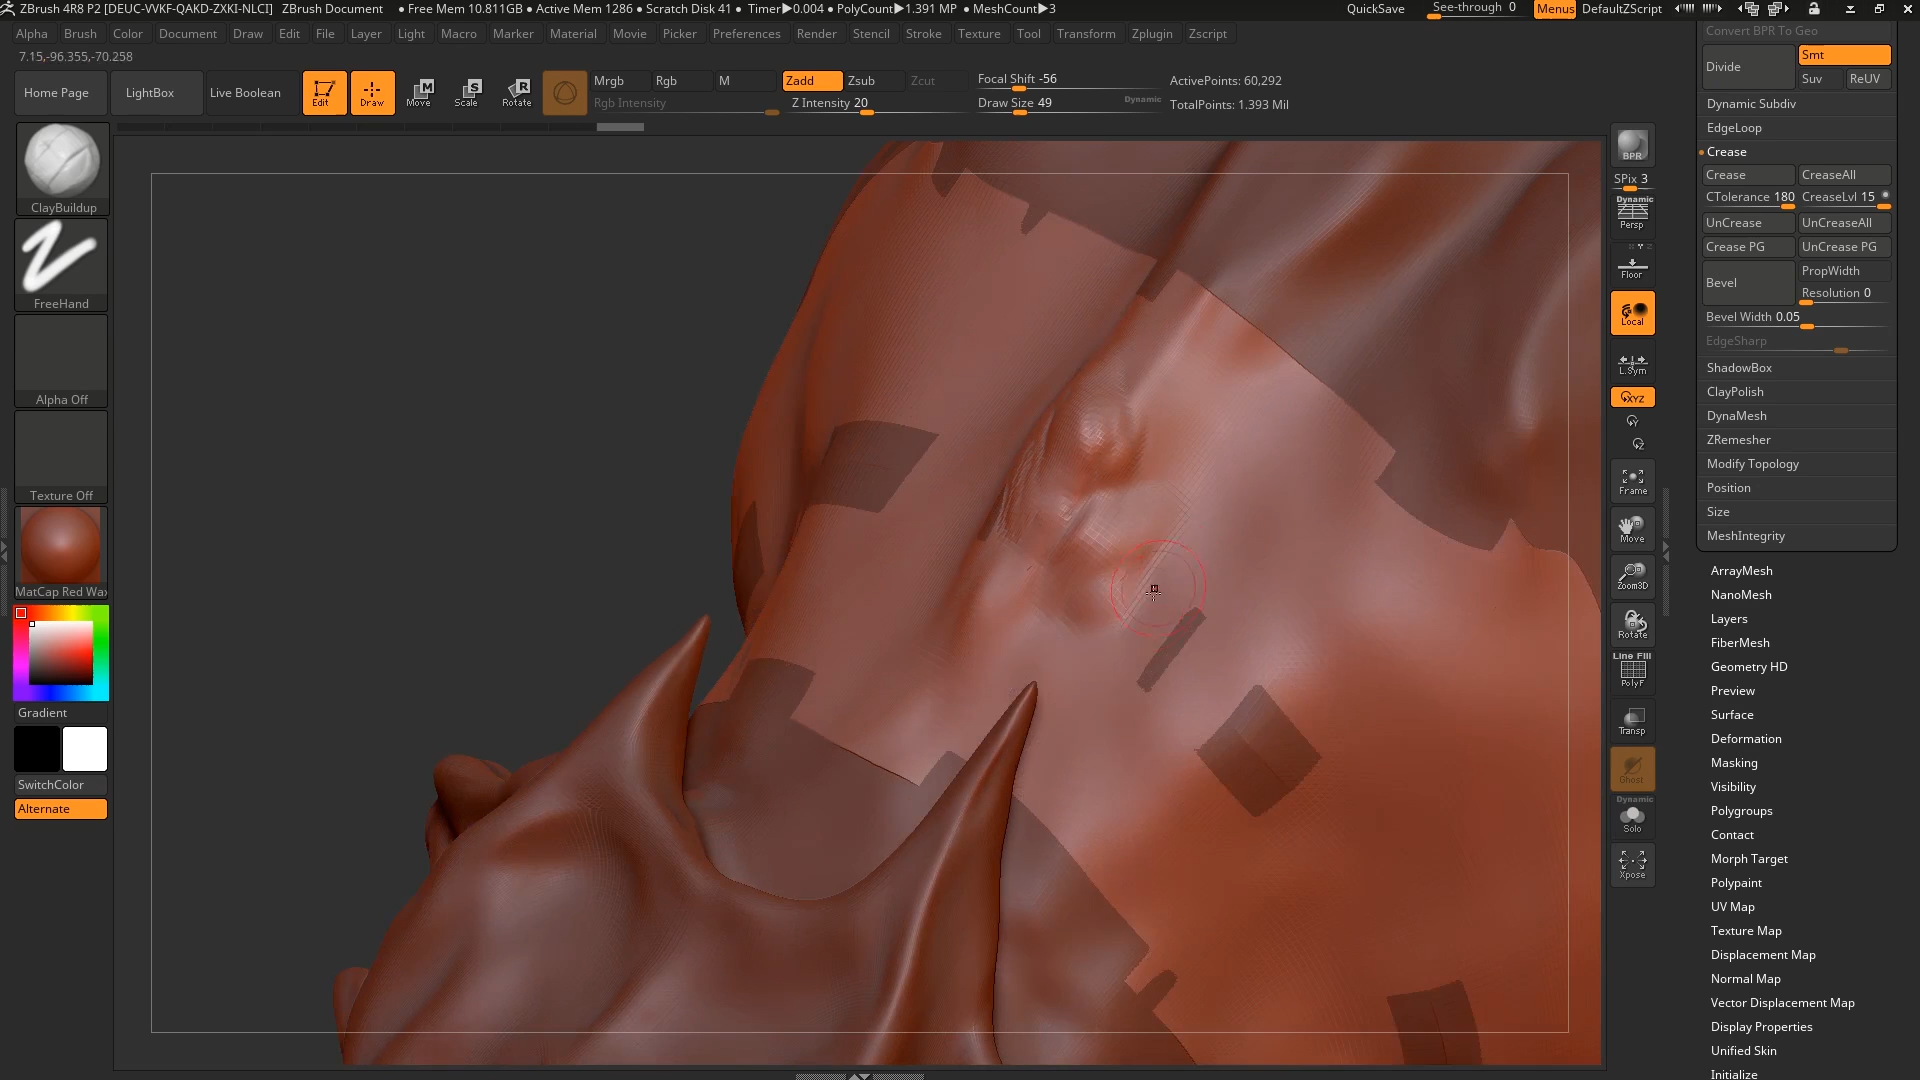 ZBrush 4R8 P2 [DEUC-VVKF-QAKD-ZXKI-NLCI] ZBrush Document • Free Mem 10.811GB • Active Mem 1286 • Scratch Disk 41 • Timer▶0.004 • PolyCount▶1.391 MP • MeshCount▶3 QuickSave See-through 0 Menus DefaultZScript
Alpha Brush Color Document Draw Edit File Layer Light Macro Marker Material Movie Picker Preferences Render Stencil Stroke Texture Tool Transform Zplugin Zscript
7.15,-96.355,-70.258
Home Page LightBox Live Boolean Edit Draw Move Scale Rotate
Mrgb Rgb M Zadd Zsub Zcut
Rgb Intensity Z Intensity 20
Focal Shift -56
Draw Size 49 Dynamic
ActivePoints: 60,292
TotalPoints: 1.393 Mil
ClayBuildup
FreeHand
Alpha Off
Texture Off
MatCap Red Wax
Gradient
SwitchColor
Alternate
BPR
SPix 3
Dynamic
Persp
Floor
Local
L.Sym
XYZ
Y
Z
Frame
Move
Zoom3D
Rotate
Line Fill
PolyF
Transp
Ghost
Dynamic
Solo
Xpose
Convert BPR To Geo
Divide Smt
Suv ReUV
Dynamic Subdiv
EdgeLoop
Crease
Crease CreaseAll
CTolerance 180 CreaseLvl 15
UnCrease UnCreaseAll
Crease PG UnCrease PG
Bevel PropWidth
Resolution 0
Bevel Width 0.05
EdgeSharp
ShadowBox
ClayPolish
DynaMesh
ZRemesher
Modify Topology
Position
Size
MeshIntegrity
ArrayMesh
NanoMesh
Layers
FiberMesh
Geometry HD
Preview
Surface
Deformation
Masking
Visibility
Polygroups
Contact
Morph Target
Polypaint
UV Map
Texture Map
Displacement Map
Normal Map
Vector Displacement Map
Display Properties
Unified Skin
Initialize